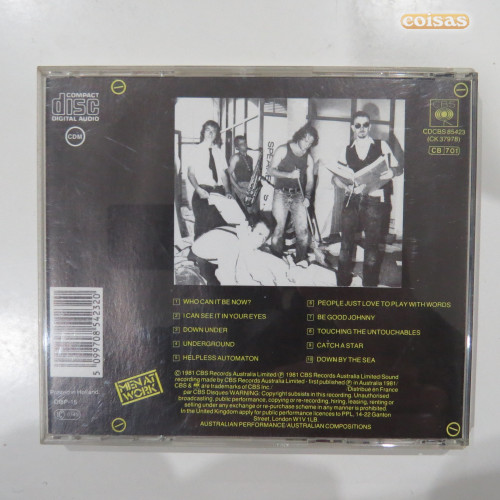 coisas
COMPACT
disc
DIGITAL AUDIO
CDM
CBS
CDCBS 85423
(CK 37978)
CB 701
1 WHO CAN IT BE NOW?
2 I CAN SEE IT IN YOUR EYES
3 DOWN UNDER
4 UNDERGROUND
5 HELPLESS AUTOMATON
6 PEOPLE JUST LOVE TO PLAY WITH WORDS
7 BE GOOD JOHNNY
8 TOUCHING THE UNTOUCHABLES
9 CATCH A STAR
10 DOWN BY THE SEA
5 099708 542320
MEN AT
WORK
Printed in Holland
© 1981 CBS Records Australia Limited ℗ 1981 CBS Records Australia Limited Sound
recording made by CBS Records Australia Limited - first published ℗ in Australia 1981/
CBS & are trademarks of CBS Inc./ Distribué en France
par CBS Disques WARNING: Copyright subsists in this recording. Unauthorised
broadcasting, public performance, copying or re-recording, hiring, leasing, renting or
selling under any exchange or re-purchase scheme in any manner is prohibited.
In the United Kingdom apply for public performance licences to PPL, 14-22 Ganton
Street, London W1V 1LB.
AUSTRALIAN PERFORMANCE/AUSTRALIAN COMPOSITIONS